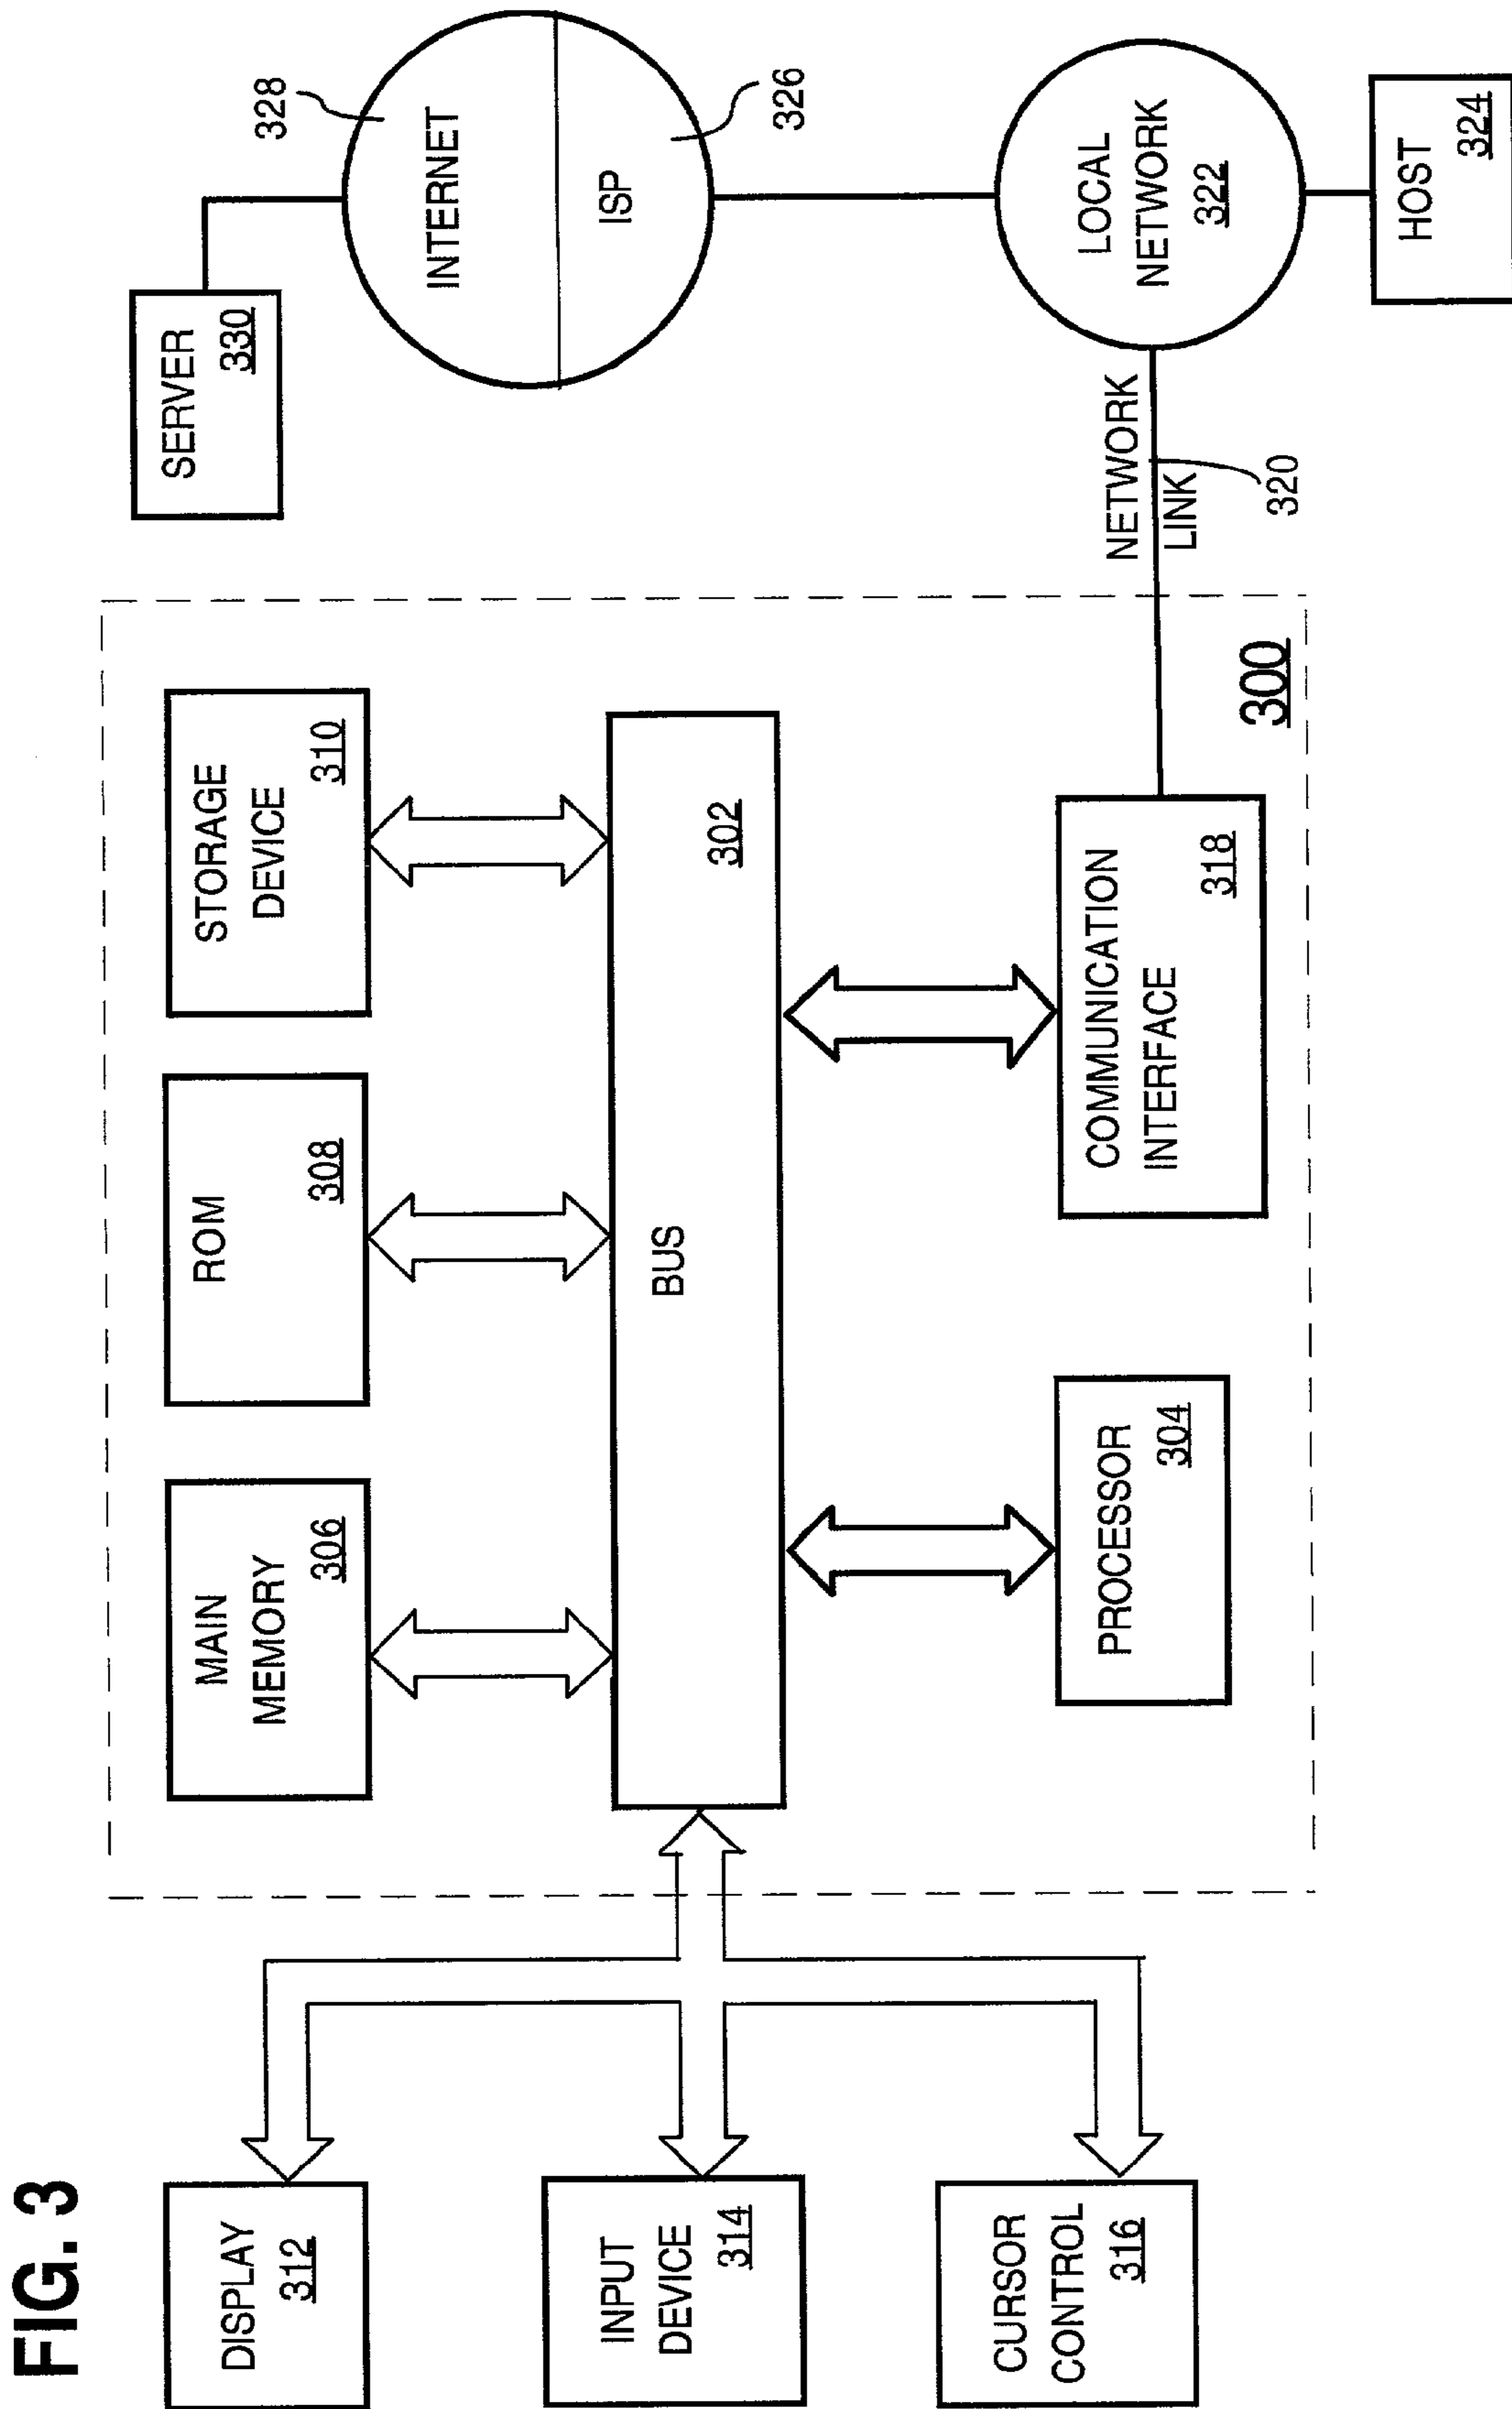 FIG. 3
DISPLAY
312
INPUT
DEVICE
314
CURSOR
CONTROL
316
MAIN
MEMORY
306
ROM
308
STORAGE
DEVICE
310
BUS
302
PROCESSOR
304
COMMUNICATION
INTERFACE
318
300
SERVER
330
328
INTERNET
ISP
326
NETWORK
LINK
320
LOCAL
NETWORK
322
HOST
324